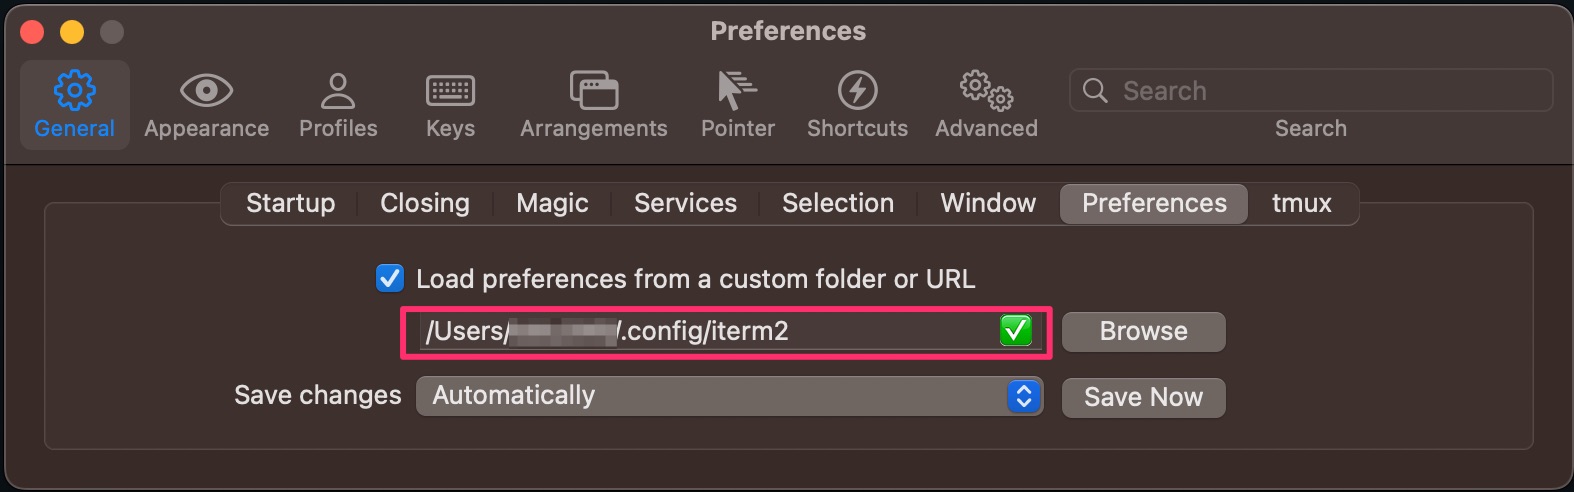 Preferences
General Appearance Profiles Keys Arrangements Pointer Shortcuts Advanced Search
Search
Startup Closing Magic Services Selection Window Preferences tmux
Load preferences from a custom folder or URL
/Users/ /.config/iterm2 Browse
Save changes Automatically Save Now